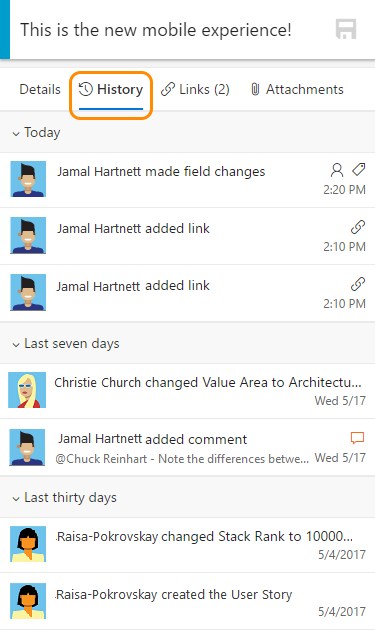 This is the new mobile experience!
Details History Links (2) Attachments
Today
Jamal Hartnett made field changes
2:20 PM
Jamal Hartnett added link
2:10 PM
Jamal Hartnett added link
2:10 PM
Last seven days
Christie Church changed Value Area to Architectu...
Wed 5/17
Jamal Hartnett added comment
@Chuck Reinhart - Note the differences betwe... Wed 5/17
Last thirty days
Raisa-Pokrovskay changed Stack Rank to 10000...
5/4/2017
Raisa-Pokrovskay created the User Story
5/4/2017